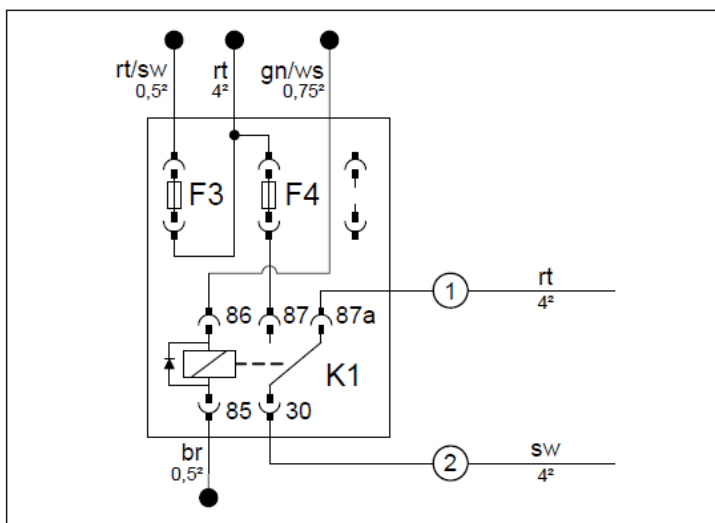 rt/sw
0,5²
rt
4²
gn/ws
0,75²
F3
F4
86
87
87a
1
rt
4²
K1
85
30
br
0,5²
2
sw
4²